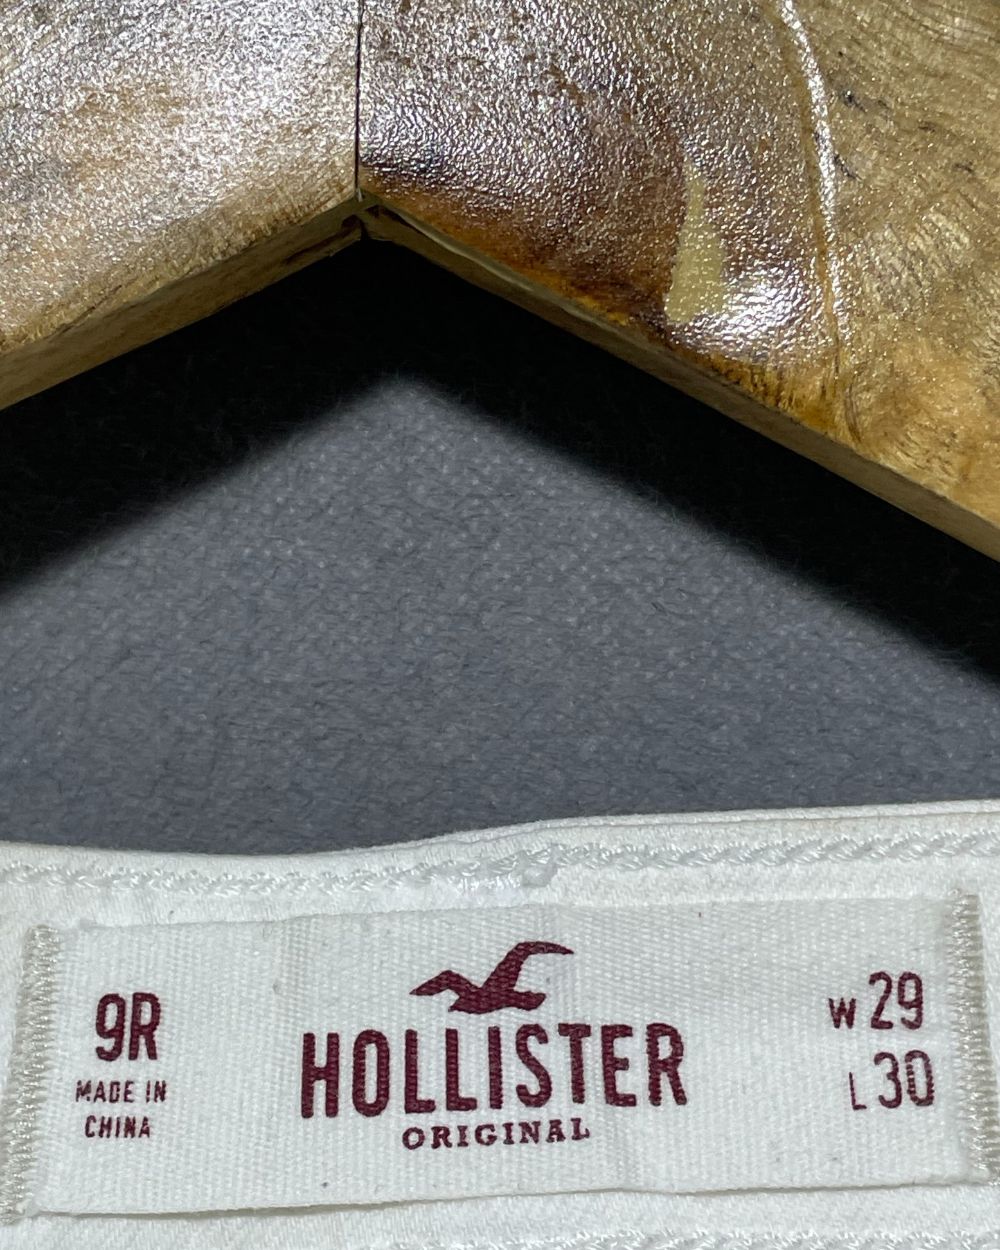 9R
MADE IN
CHINA
HOLLISTER
ORIGINAL
W 29
L 30